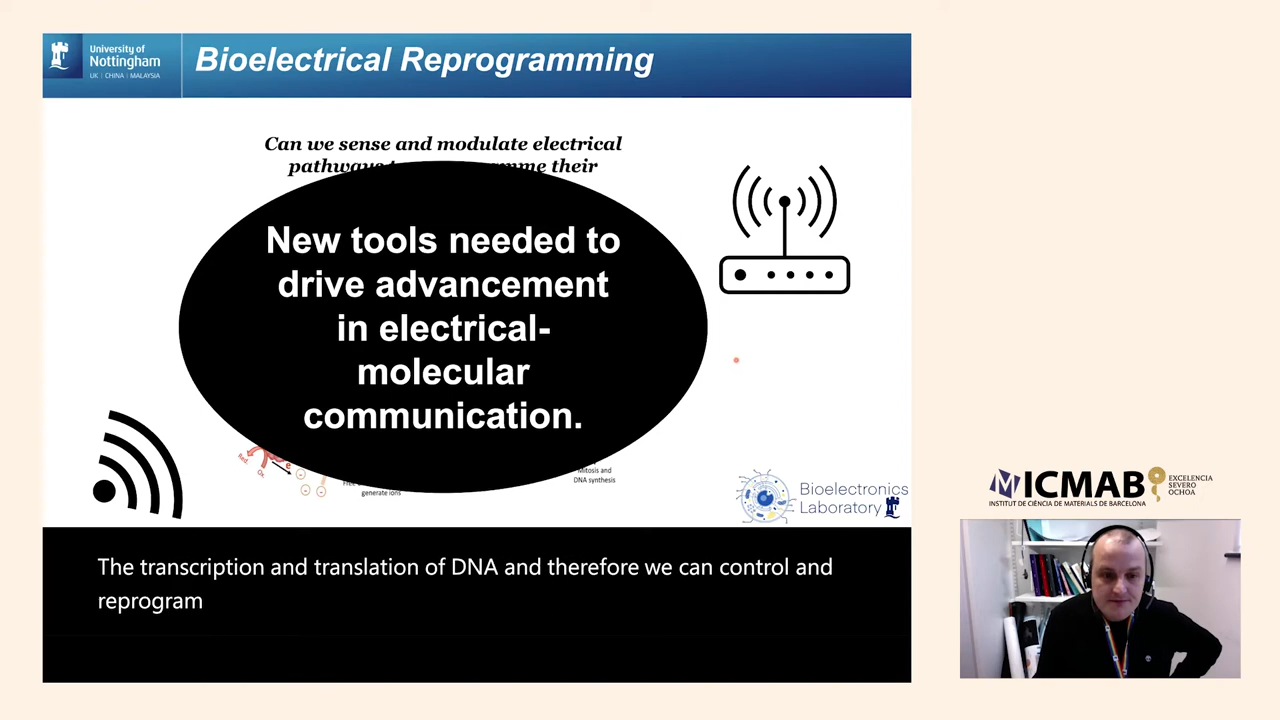 University of
Nottingham
UK | CHINA | MALAYSIA
Bioelectrical Reprogramming
Can we sense and modulate electrical
their
New tools needed to
drive advancement
in electrical-
molecular
communication.
Red.
Ox.
e
generate ions
Mitosis and
DNA synthesis
Bioelectronics
Laboratory
The transcription and translation of DNA and therefore we can control and
reprogram
ICMAB
INSTITUT DE CIÈNCIA DE MATERIALS DE BARCELONA
EXCELENCIA
SEVERO
OCHOA